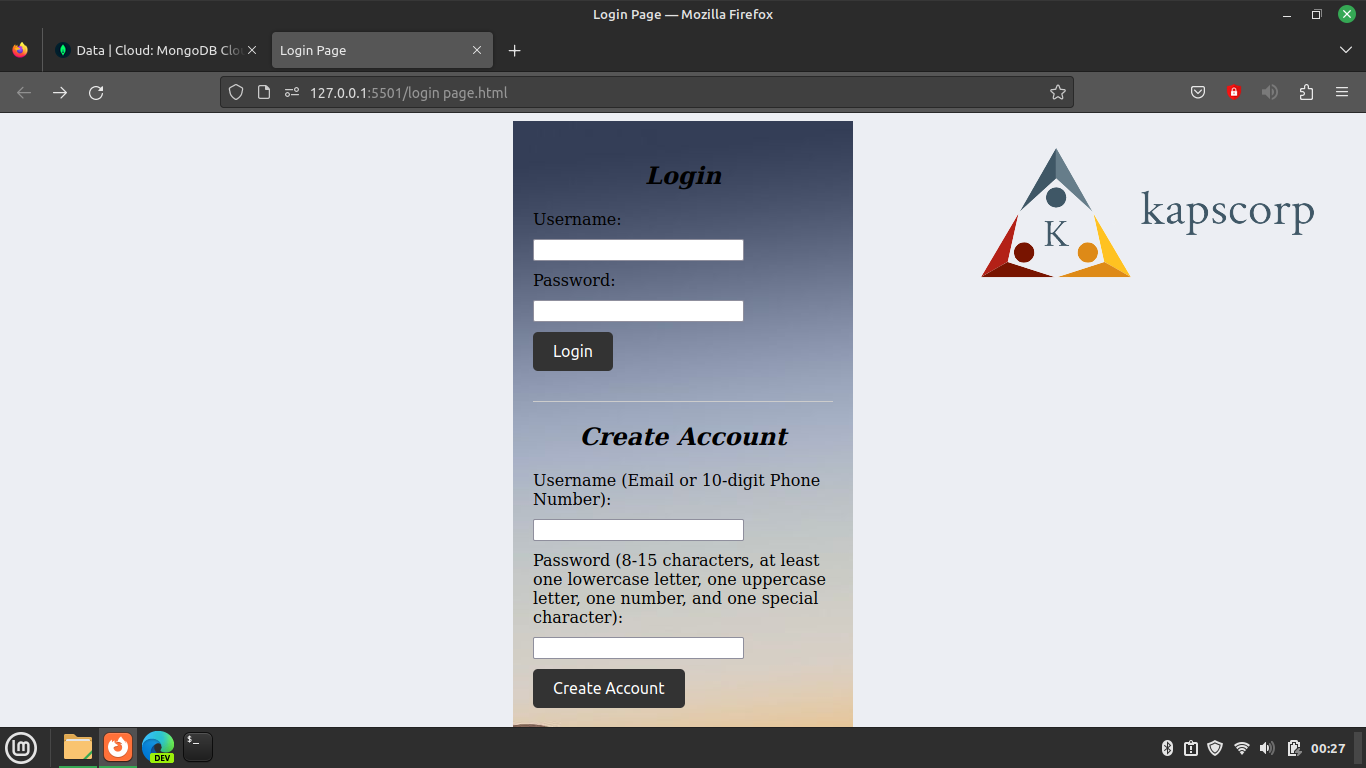 Login Page — Mozilla Firefox
Data | Cloud: MongoDB Clo
Login Page
127.0.0.1:5501/login page.html
Login
Username:
Password:
Login
K
kapscorp
Create Account
Username (Email or 10-digit Phone
Number):
Password (8-15 characters, at least
one lowercase letter, one uppercase
letter, one number, and one special
character):
Create Account
DEV
$_
00:27